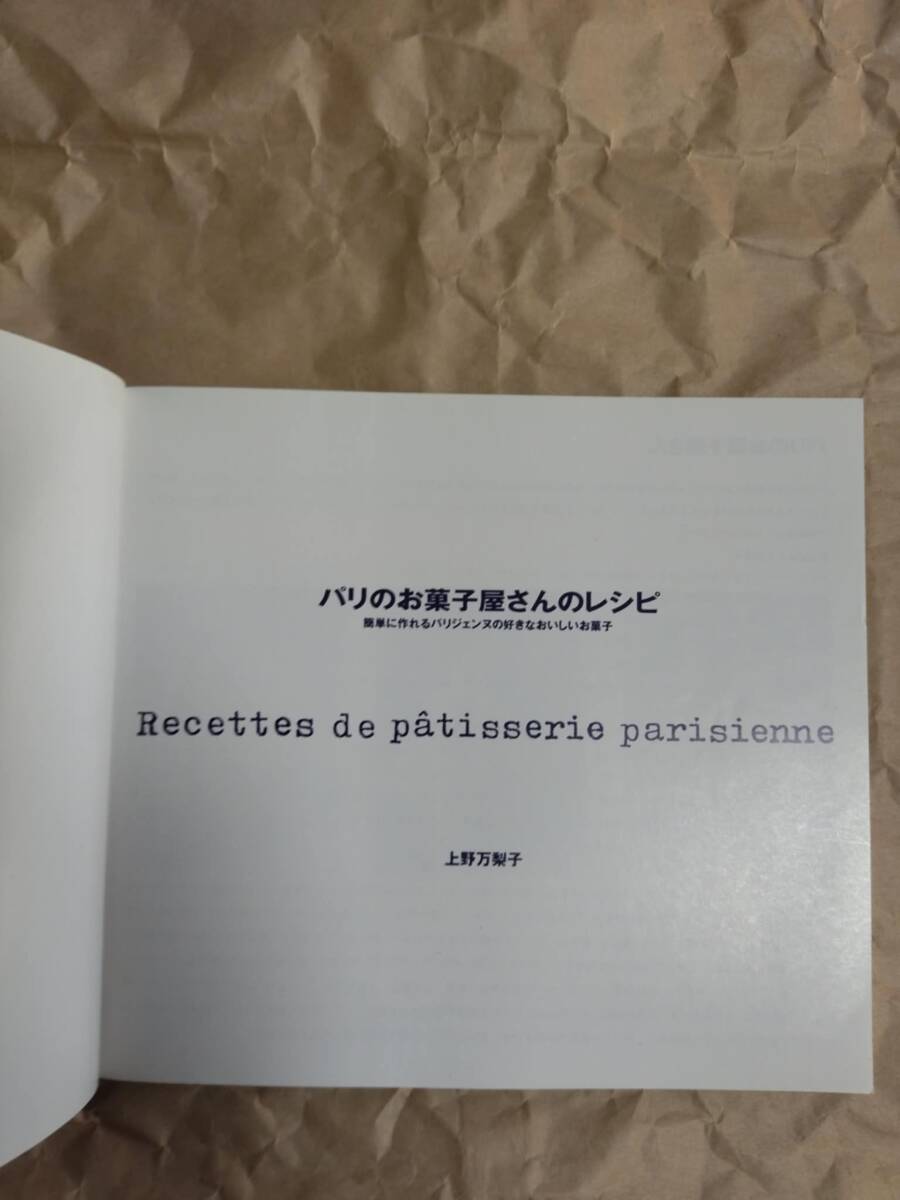 パリのお菓子屋さんのレシピ
簡単に作れるパリジェンヌの好きなおいしいお菓子
Recettes de pâtisserie parisienne
上野万梨子